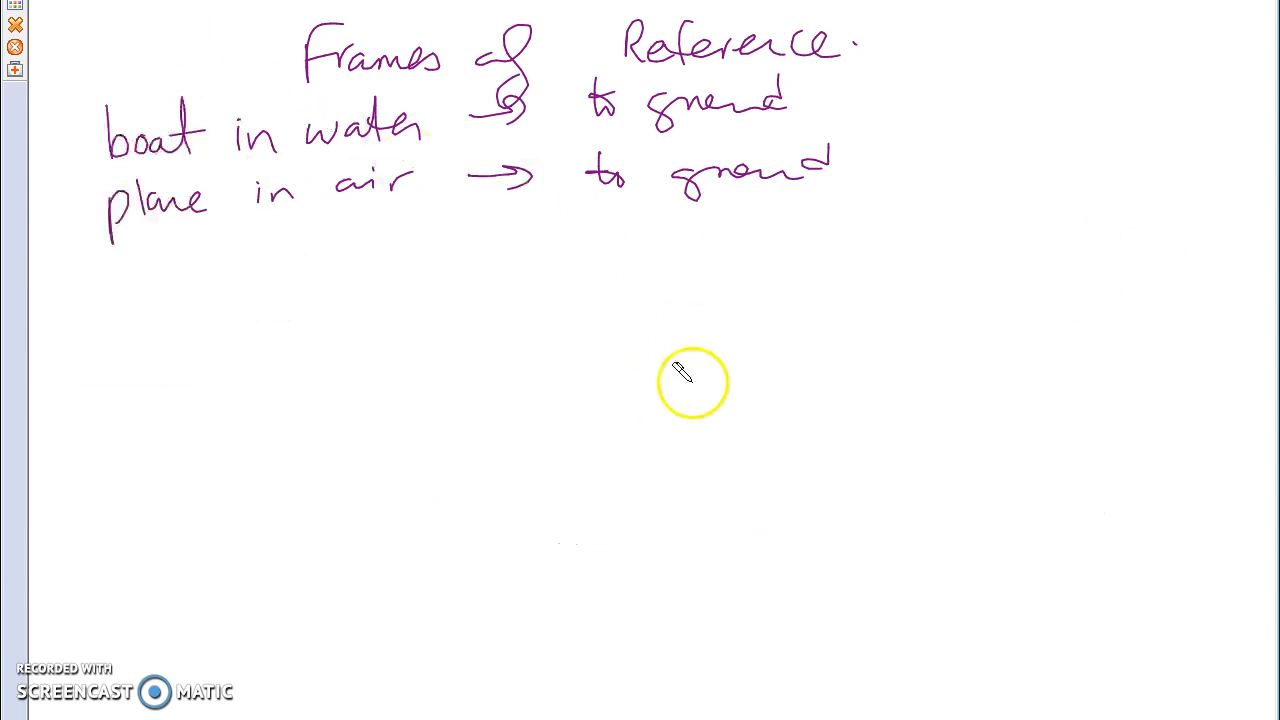 Frames of Reference.
boat in water → to ground
plane in air → to ground
RECORDED WITH
SCREENCAST MATIC